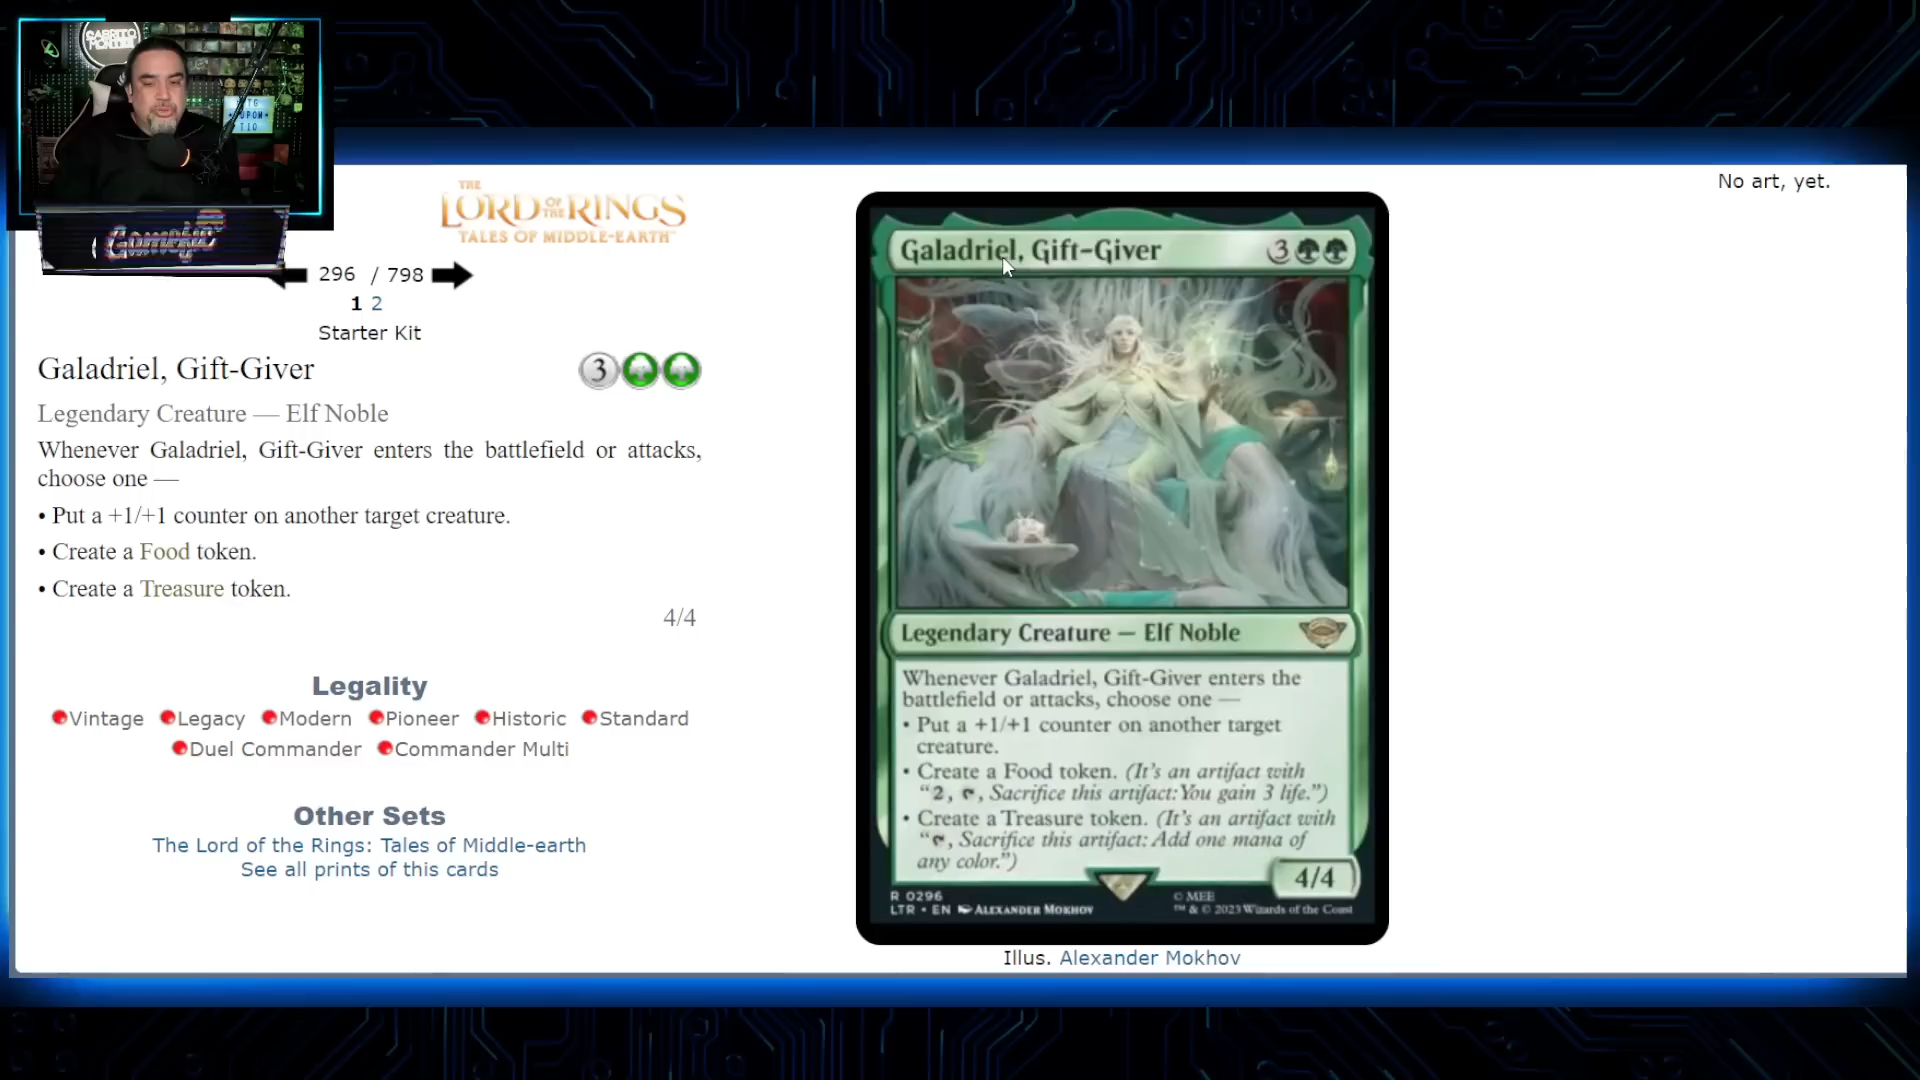 CABRITO
MONTEZ
MTG
T10
THE
LORD OF THE RINGS
TALES OF MIDDLE-EARTH
296 / 798
1 2
Starter Kit
Galadriel, Gift-Giver 3
Legendary Creature — Elf Noble
Whenever Galadriel, Gift-Giver enters the battlefield or attacks,
choose one —
• Put a +1/+1 counter on another target creature.
• Create a Food token.
• Create a Treasure token.
4/4
Legality
Vintage Legacy Modern Pioneer Historic Standard
Duel Commander Commander Multi
Other Sets
The Lord of the Rings: Tales of Middle-earth
See all prints of this cards
Galadriel, Gift-Giver 3
Legendary Creature — Elf Noble
Whenever Galadriel, Gift-Giver enters the
battlefield or attacks, choose one —
• Put a +1/+1 counter on another target
creature.
• Create a Food token. (It's an artifact with
"2, , Sacrifice this artifact: You gain 3 life.")
• Create a Treasure token. (It's an artifact with
", Sacrifice this artifact: Add one mana of
any color.")
4/4
R 0296
LTR • EN ALEXANDER MOKHOV
© MEE
™ & © 2023 Wizards of the Coast
Illus. Alexander Mokhov
No art, yet.